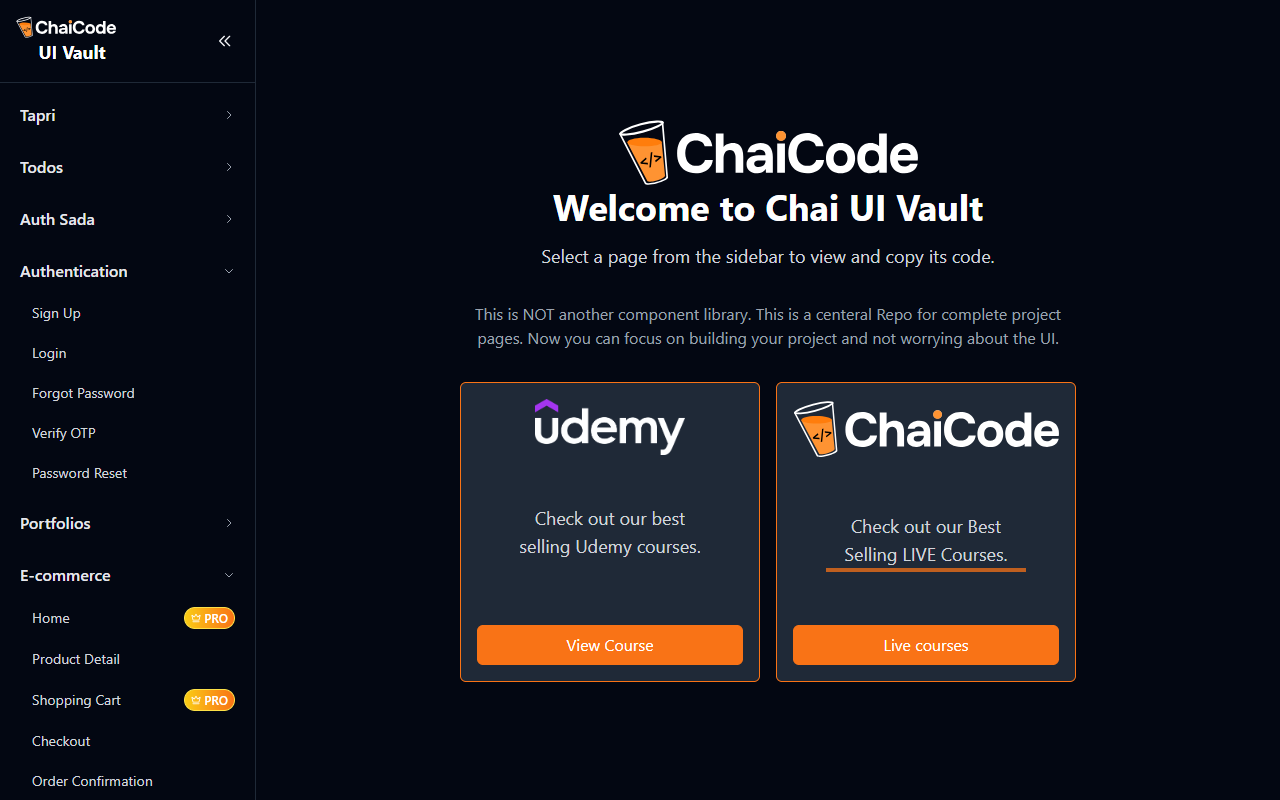 ChaiCode
UI Vault
Tapri
Todos
Auth Sada
Authentication
Sign Up
Login
Forgot Password
Verify OTP
Password Reset
Portfolios
E-commerce
Home PRO
Product Detail
Shopping Cart PRO
Checkout
Order Confirmation
</> ChaiCode
Welcome to Chai UI Vault
Select a page from the sidebar to view and copy its code.
This is NOT another component library. This is a centeral Repo for complete project
pages. Now you can focus on building your project and not worrying about the UI.
udemy
Check out our best
selling Udemy courses.
View Course
</> ChaiCode
Check out our Best
Selling LIVE Courses.
Live courses